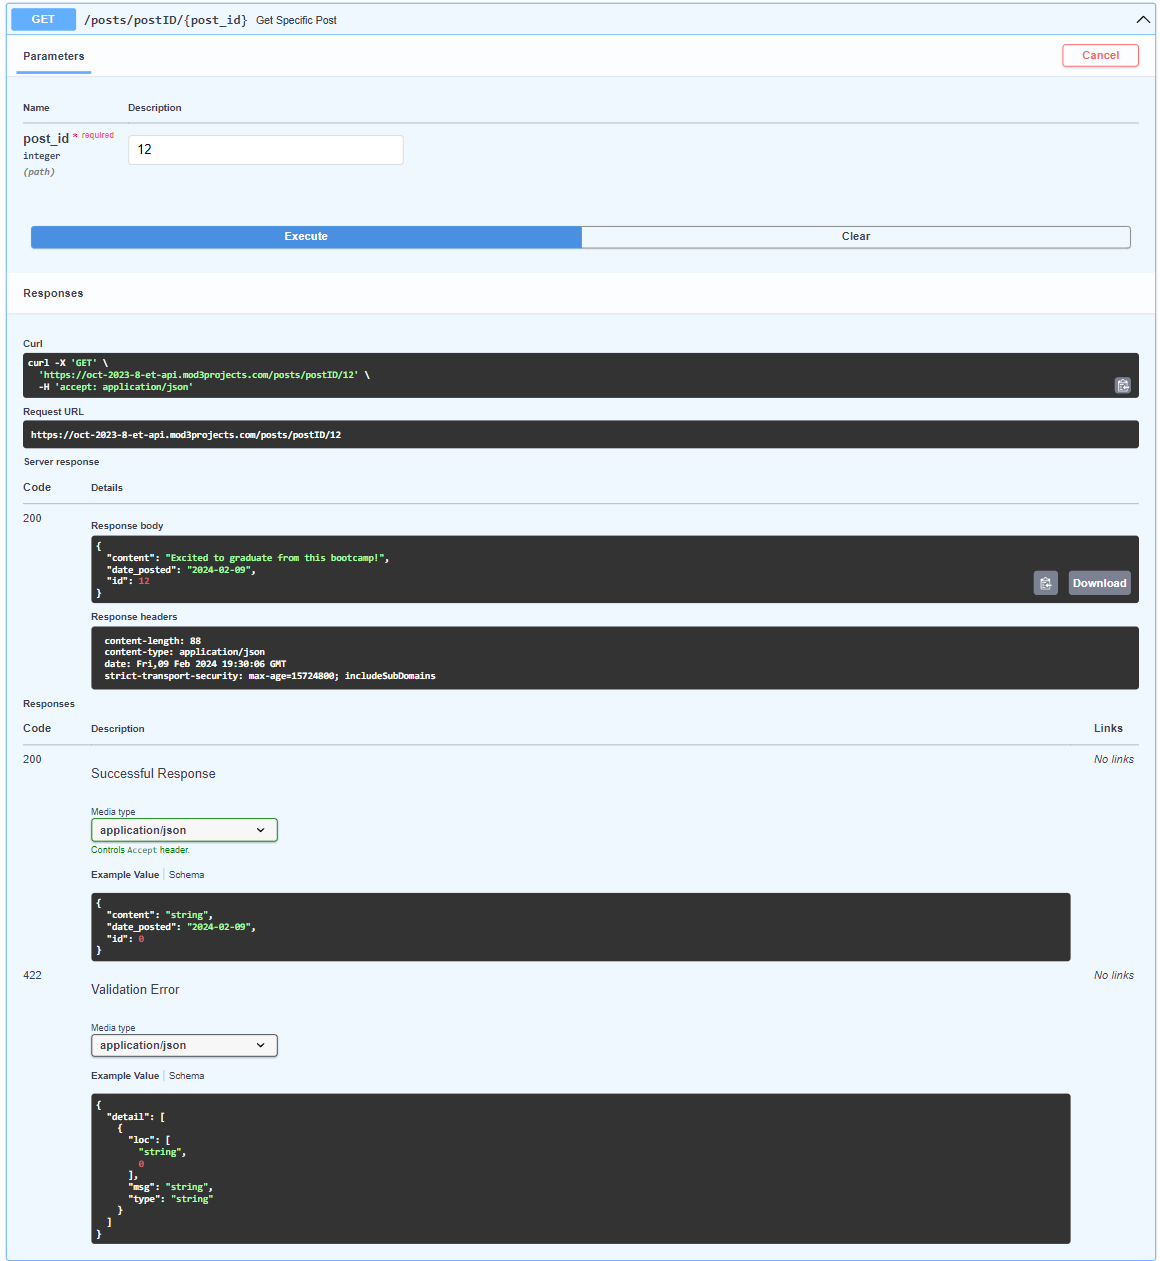 GET /posts/postID/{post_id} Get Specific Post
Parameters Cancel
Name Description
post_id * required
integer
(path)
12
Execute Clear
Responses
Curl
curl -X 'GET' \
  'https://oct-2023-8-et-api.mod3projects.com/posts/postID/12' \
  -H 'accept: application/json'
Request URL
https://oct-2023-8-et-api.mod3projects.com/posts/postID/12
Server response
Code Details
200
Response body
{
  "content": "Excited to graduate from this bootcamp!",
  "date_posted": "2024-02-09",
  "id": 12
}
Download
Response headers
content-length: 88
content-type: application/json
date: Fri,09 Feb 2024 19:30:06 GMT
strict-transport-security: max-age=15724800; includeSubDomains
Responses
Code Description Links
200 No links
Successful Response
Media type
application/json
Controls Accept header.
Example Value Schema
{
  "content": "string",
  "date_posted": "2024-02-09",
  "id": 0
}
422 No links
Validation Error
Media type
application/json
Example Value Schema
{
  "detail": [
    {
      "loc": [
        "string",
        0
      ],
      "msg": "string",
      "type": "string"
    }
  ]
}